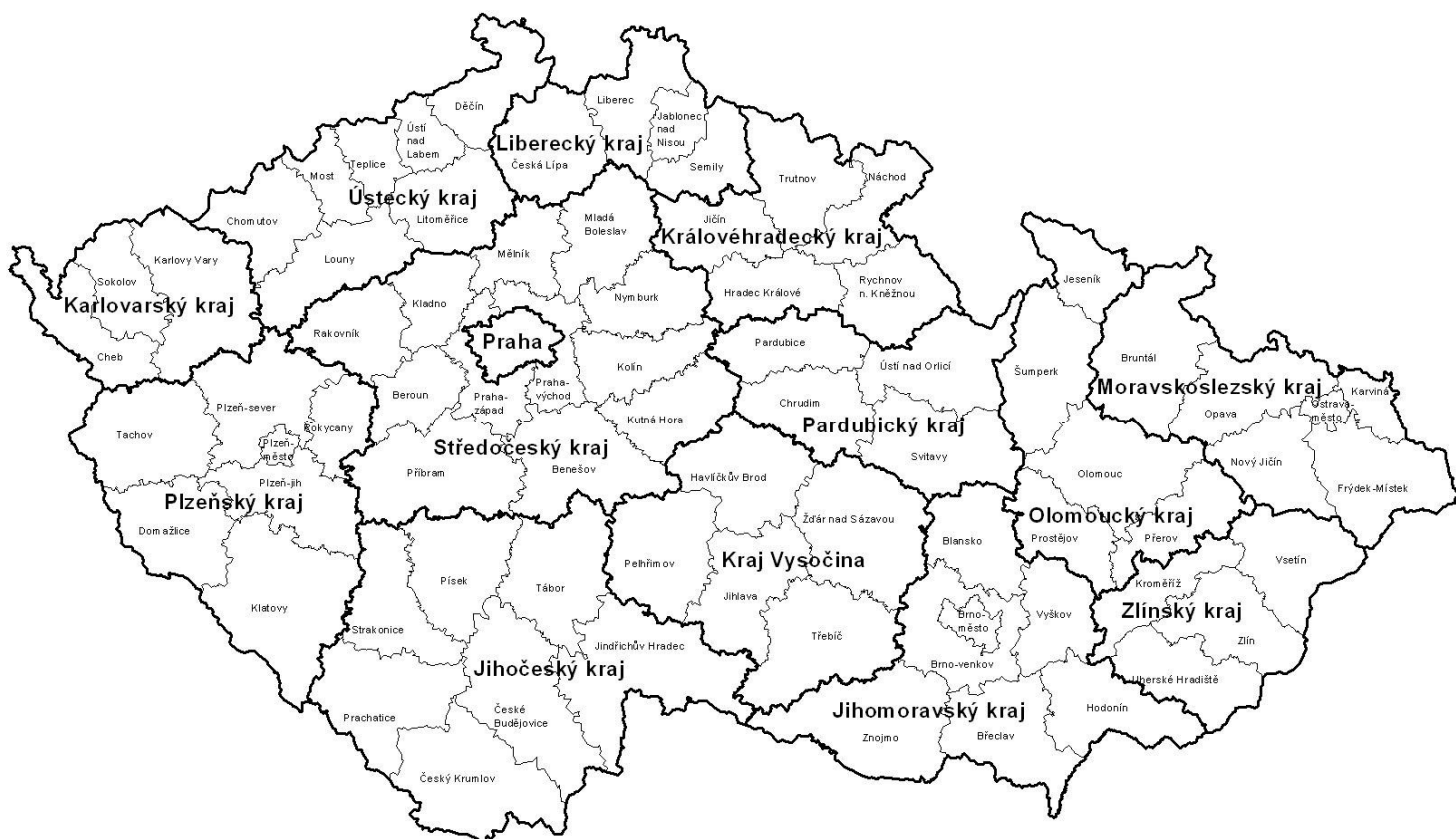 Děčín
Liberec
Jablonec
nad
Nisou
Ústí
nad
Labem
Liberecký kraj
Česká Lípa
Semily
Teplice
Most
Ústecký kraj
Litoměřice
Chomutov
Louny
Trutnov
Náchod
Jičín
Královéhradecký kraj
Hradec Králové
Rychnov
n. Kněžnou
Mladá
Boleslav
Mělník
Nymburk
Kladno
Rakovník
Praha
Karlovy Vary
Sokolov
Karlovarský kraj
Cheb
Beroun
Praha-
západ
Praha-
východ
Kolín
Kutná Hora
Středočeský kraj
Příbram
Benešov
Pardubice
Ústí nad Orlicí
Chrudim
Pardubický kraj
Svitavy
Jeseník
Šumperk
Bruntál
Moravskoslezský kraj
Karviná
Ostrava-
město
Opava
Nový Jičín
Frýdek-Místek
Plzeň-sever
Rokycany
Tachov
Plzeň-
město
Plzeň-jih
Plzeňský kraj
Domažlice
Klatovy
Havlíčkův Brod
Žďár nad Sázavou
Pelhřimov
Kraj Vysočina
Jihlava
Třebíč
Olomouc
Olomoucký kraj
Prostějov
Přerov
Blansko
Vsetín
Kroměříž
Zlínský kraj
Zlín
Uherské Hradiště
Písek
Tábor
Strakonice
Jindřichův Hradec
Jihočeský kraj
Prachatice
České
Budějovice
Český Krumlov
Brno-
město
Vyškov
Brno-venkov
Jihomoravský kraj
Znojmo
Břeclav
Hodonín